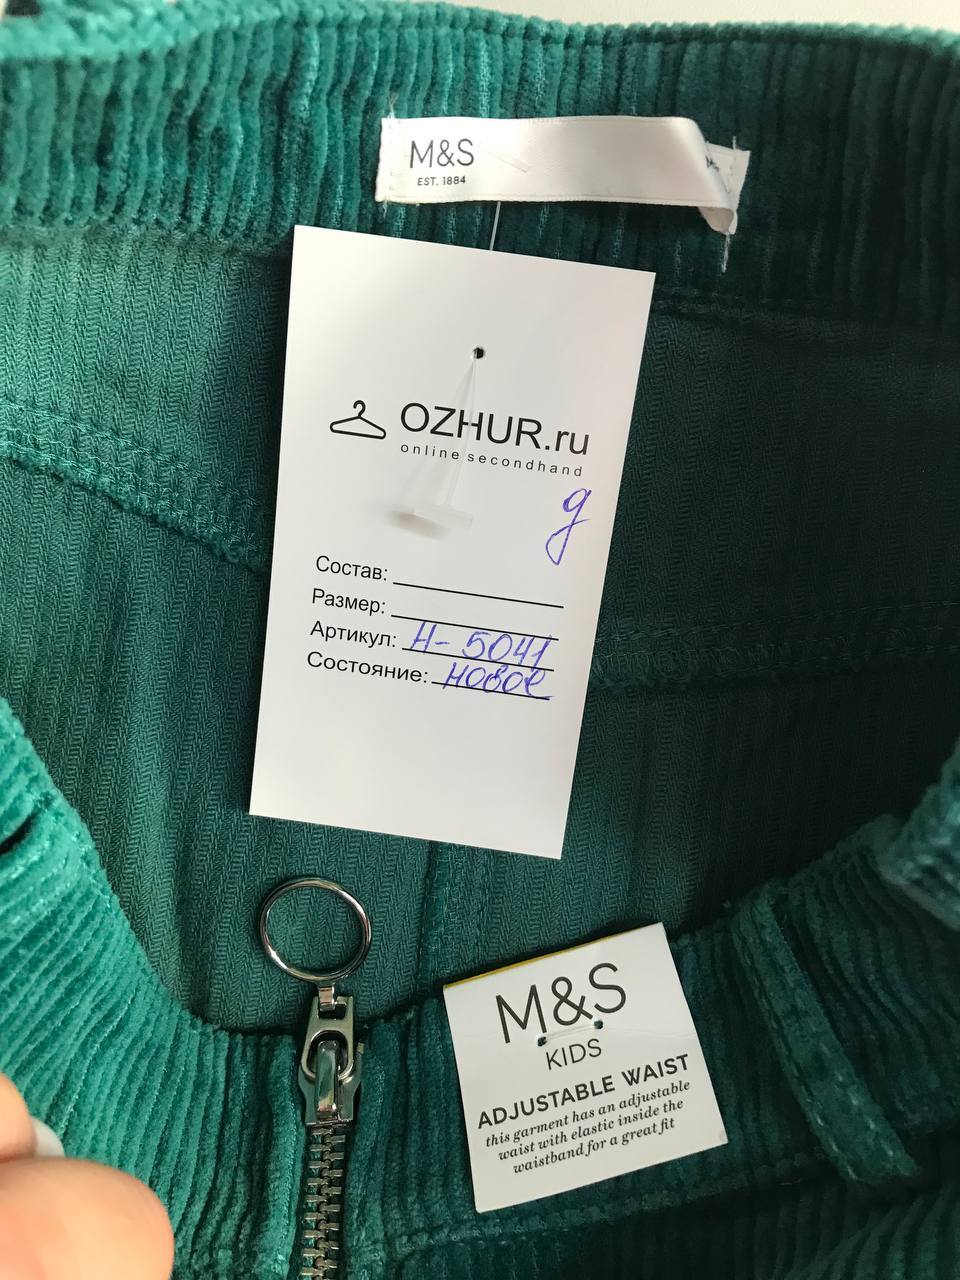 M&S
EST. 1884
OZHUR.ru
online secondhand
g
Состав:
Размер:
Артикул: H-5041
Состояние: новое
M&S
KIDS
ADJUSTABLE WAIST
this garment has an adjustable
waist with elastic inside the
waistband for a great fit